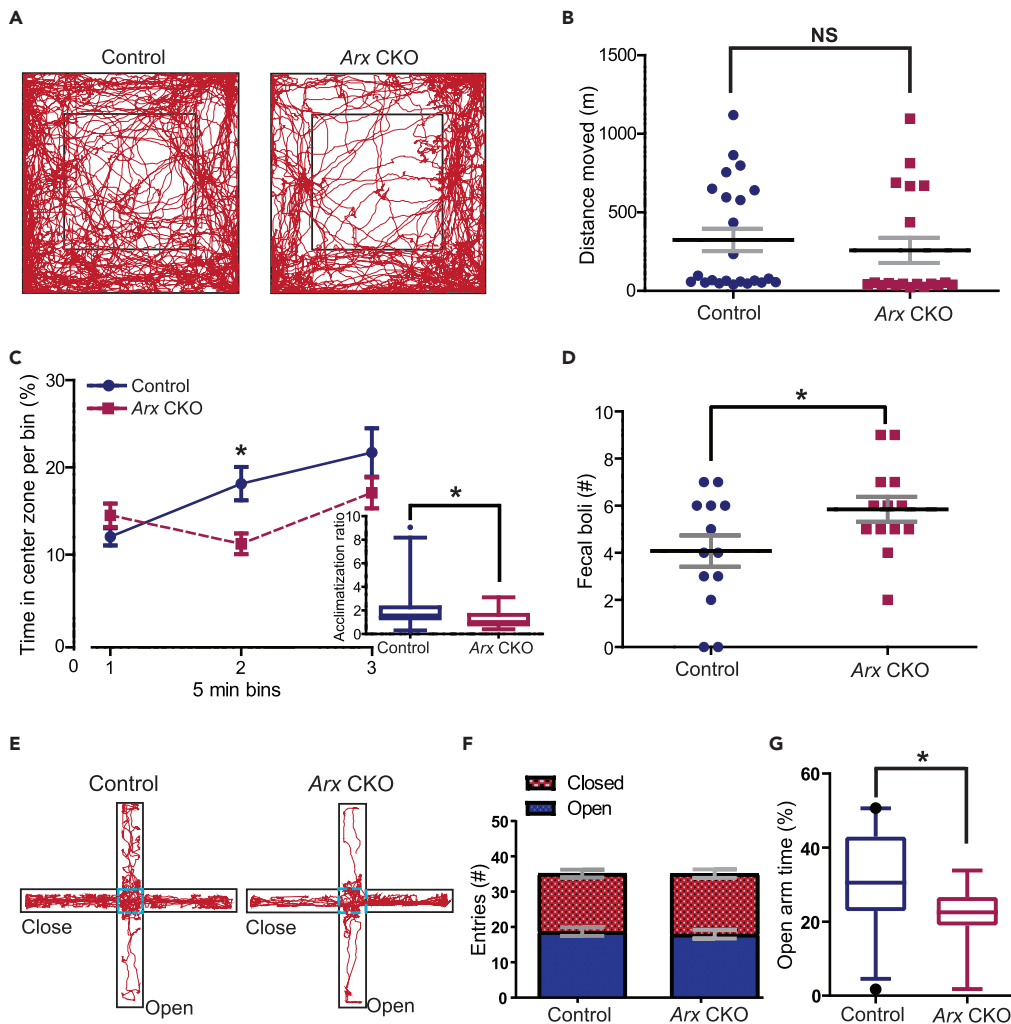 A
Control
Arx CKO
B
NS
Distance moved (m)
1500
1000
500
0
Control
Arx CKO
C
Time in center zone per bin (%)
30
20
10
0
Control
Arx CKO
*
0
1
2
3
5 min bins
*
Acclimatization ratio
10
8
6
4
2
0
Control
Arx CKO
D
*
Fecal boli (#)
10
8
6
4
2
0
Control
Arx CKO
E
Control
Arx CKO
Close
Open
Close
Open
F
Closed
Open
Entries (#)
50
40
30
20
10
0
Control
Arx CKO
G
*
Open arm time (%)
60
40
20
0
Control
Arx CKO